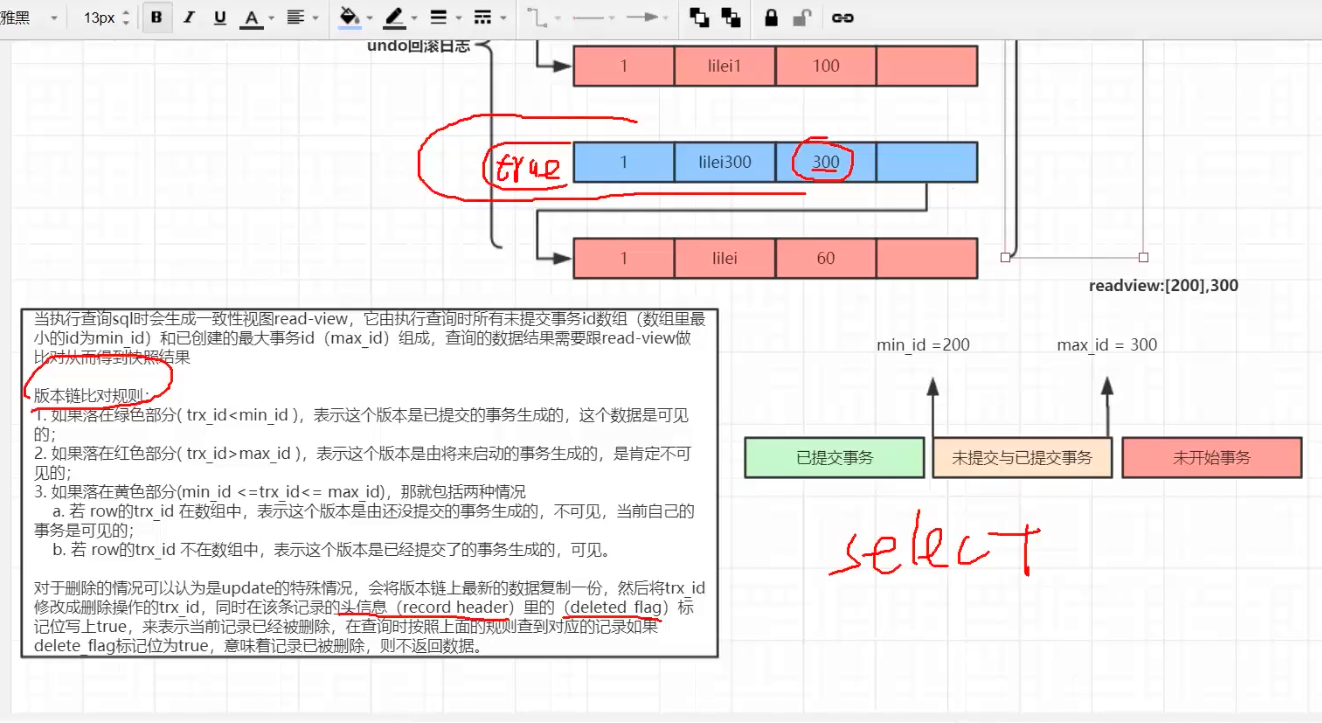 雅黑 13px B I U A
undo回滚日志
1 lilei1 100
true 1 lilei300 300
1 lilei 60
readview:[200],300
当执行查询sql时会生成一致性视图read-view，它由执行查询时所有未提交事务id数组（数组里最
小的id为min_id）和已创建的最大事务id（max_id）组成，查询的数据结果需要跟read-view做
比对从而得到快照结果
版本链比对规则：
1. 如果落在绿色部分( trx_id<min_id )，表示这个版本是已提交的事务生成的，这个数据是可见
的；
2. 如果落在红色部分( trx_id>max_id )，表示这个版本是由将来启动的事务生成的，是肯定不可
见的；
3. 如果落在黄色部分(min_id <=trx_id<= max_id)，那就包括两种情况
a. 若 row的trx_id 在数组中，表示这个版本是由还没提交的事务生成的，不可见，当前自己的
事务是可见的；
b. 若 row的trx_id 不在数组中，表示这个版本是已经提交了的事务生成的，可见。
对于删除的情况可以认为是update的特殊情况，会将版本链上最新的数据复制一份，然后将trx_id
修改成删除操作的trx_id，同时在该条记录的头信息（record header）里的（deleted_flag）标
记位写上true，来表示当前记录已经被删除，在查询时按照上面的规则查到对应的记录如果
delete_flag标记位为true，意味着记录已被删除，则不返回数据。
min_id =200 max_id = 300
已提交事务 未提交与已提交事务 未开始事务
select